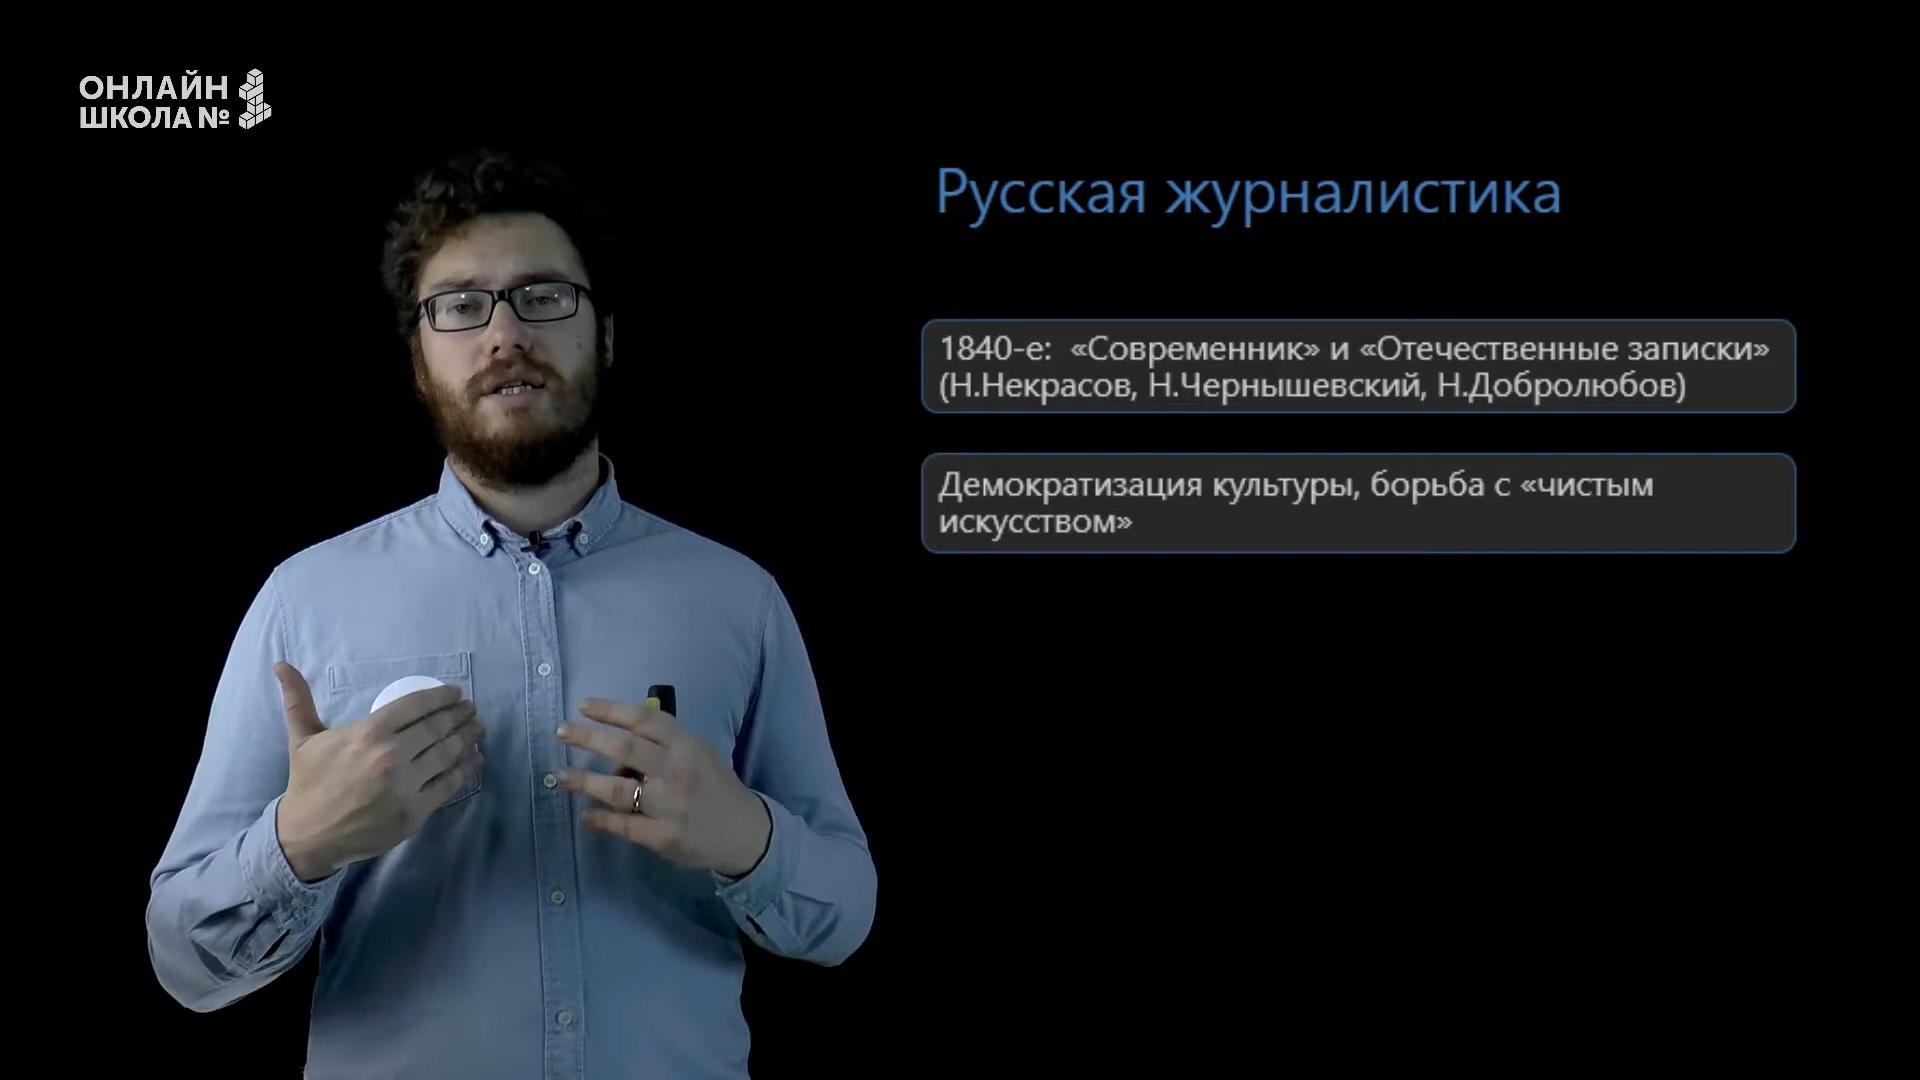 ОНЛАЙН
ШКОЛА №
Русская журналистика
1840-е:  «Современник» и «Отечественные записки»
(Н.Некрасов, Н.Чернышевский, Н.Добролюбов)
Демократизация культуры, борьба с «чистым
искусством»